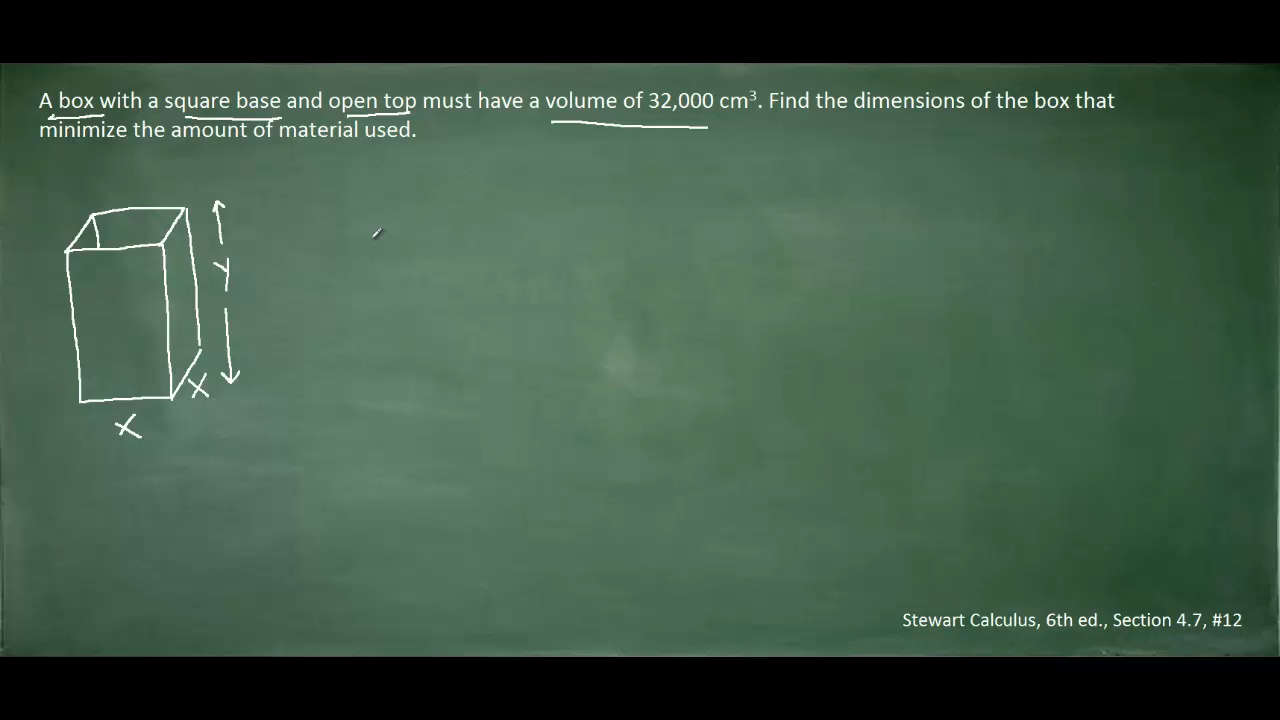 A box with a square base and open top must have a volume of 32,000 cm³. Find the dimensions of the box that
minimize the amount of material used.
y
x
x
Stewart Calculus, 6th ed., Section 4.7, #12